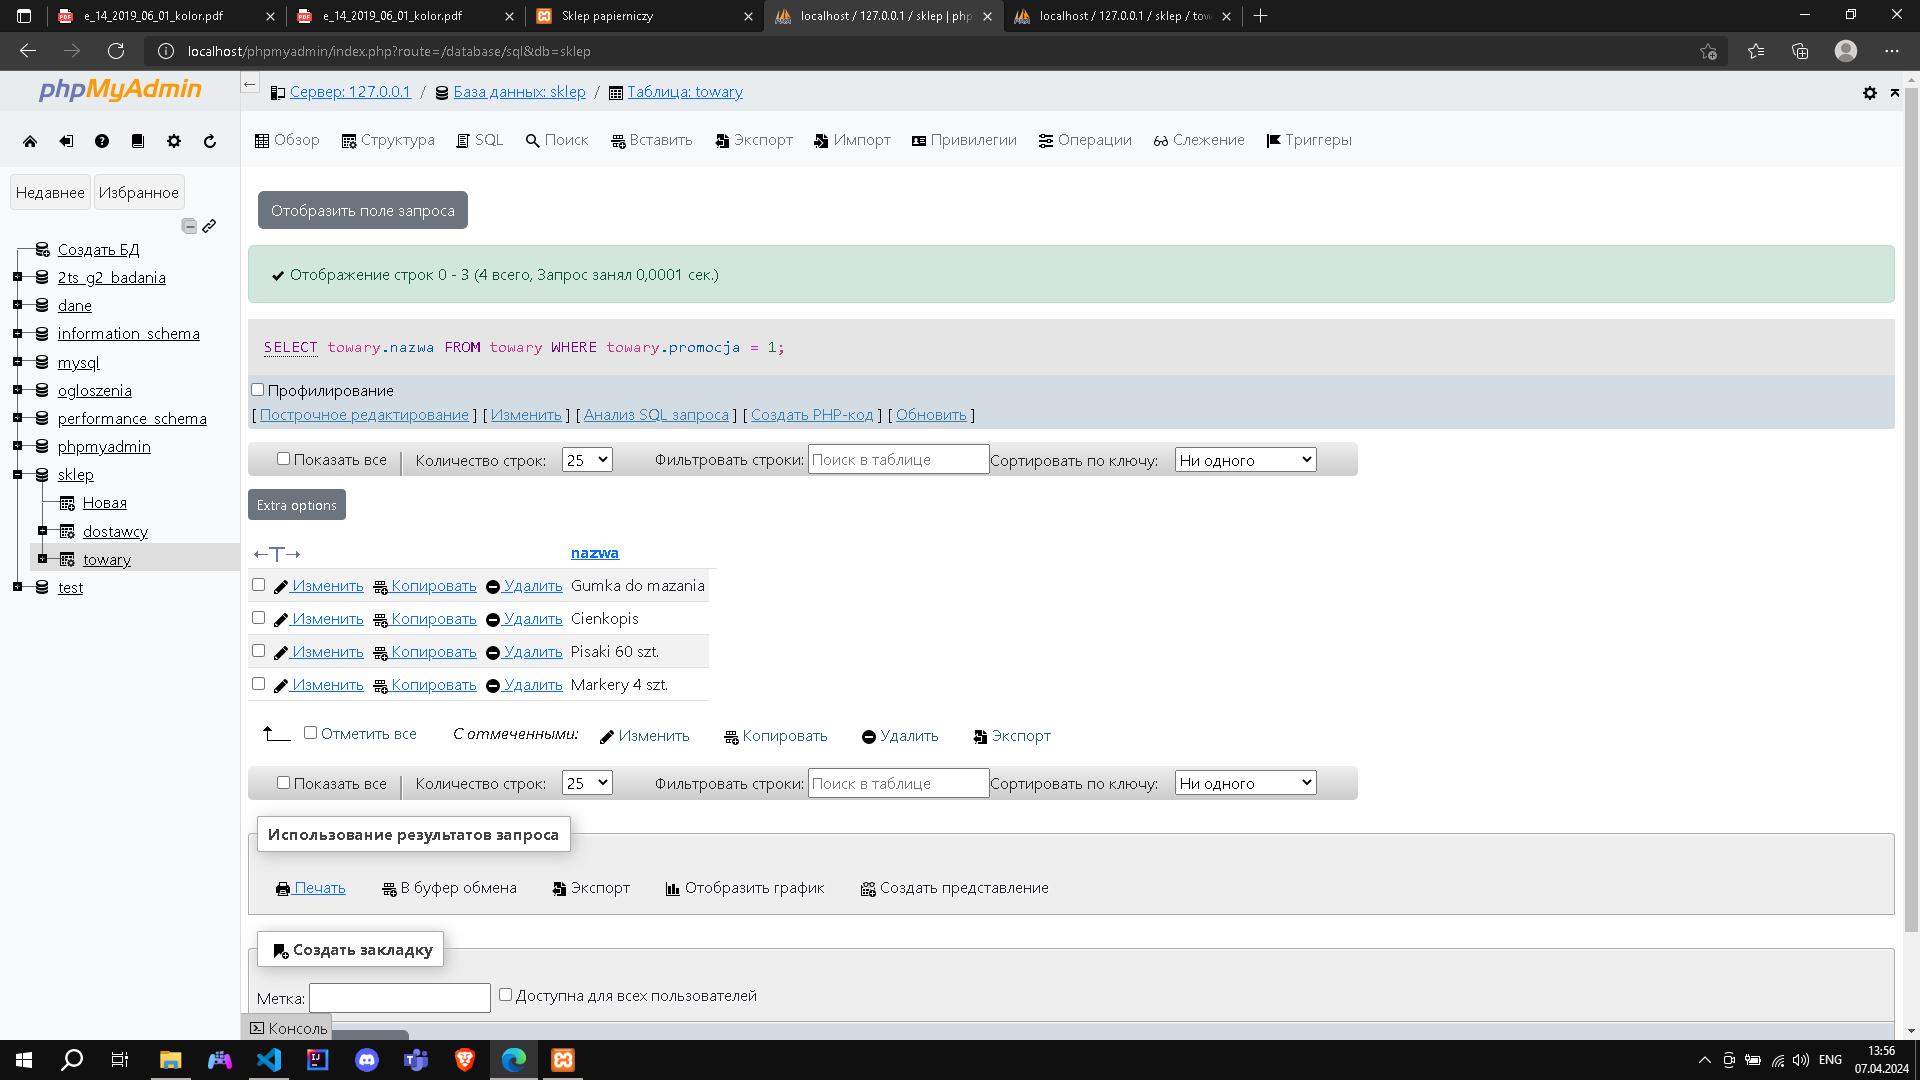 e_14_2019_06_01_kolor.pdf
e_14_2019_06_01_kolor.pdf
Sklep papierniczy
localhost / 127.0.0.1 / sklep | php
localhost / 127.0.0.1 / sklep / tow
localhost/phpmyadmin/index.php?route=/database/sql&db=sklep
phpMyAdmin
Сервер: 127.0.0.1 / База данных: sklep / Таблица: towary
Обзор Структура SQL Поиск Вставить Экспорт Импорт Привилегии Операции Слежение Триггеры
Недавнее Избранное
Создать БД
2ts_g2_badania
dane
information_schema
mysql
ogloszenia
performance_schema
phpmyadmin
sklep
Новая
dostawcy
towary
test
Отобразить поле запроса
Отображение строк 0 - 3 (4 всего, Запрос занял 0,0001 сек.)
SELECT towary.nazwa FROM towary WHERE towary.promocja = 1;
Профилирование
[ Построчное редактирование ] [ Изменить ] [ Анализ SQL запроса ] [ Создать PHP-код ] [ Обновить ]
Показать все Количество строк: 25 Фильтровать строки: Поиск в таблице Сортировать по ключу: Ни одного
Extra options
←T→ nazwa
Изменить Копировать Удалить Gumka do mazania
Изменить Копировать Удалить Cienkopis
Изменить Копировать Удалить Pisaki 60 szt.
Изменить Копировать Удалить Markery 4 szt.
Отметить все С отмеченными: Изменить Копировать Удалить Экспорт
Показать все Количество строк: 25 Фильтровать строки: Поиск в таблице Сортировать по ключу: Ни одного
Использование результатов запроса
Печать В буфер обмена Экспорт Отобразить график Создать представление
Создать закладку
Метка: Доступна для всех пользователей
Консоль
ENG
13:56
07.04.2024